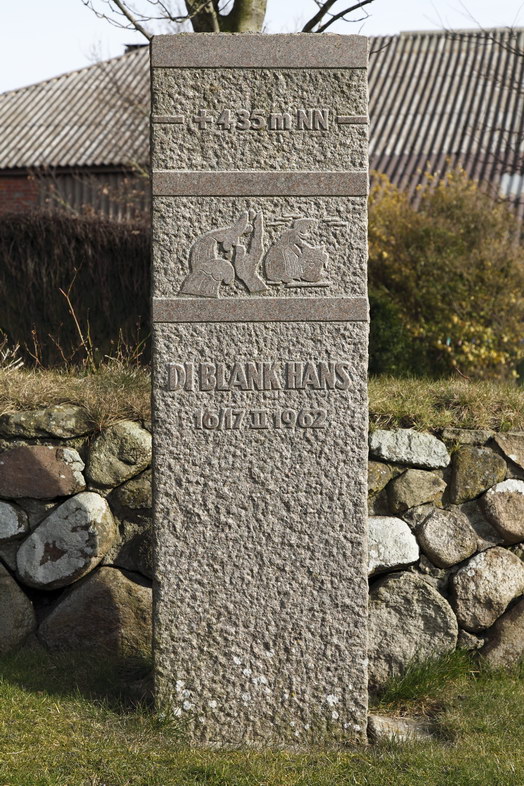 +4.35 m NN
DI BLANK HANS
16/17 II 1962